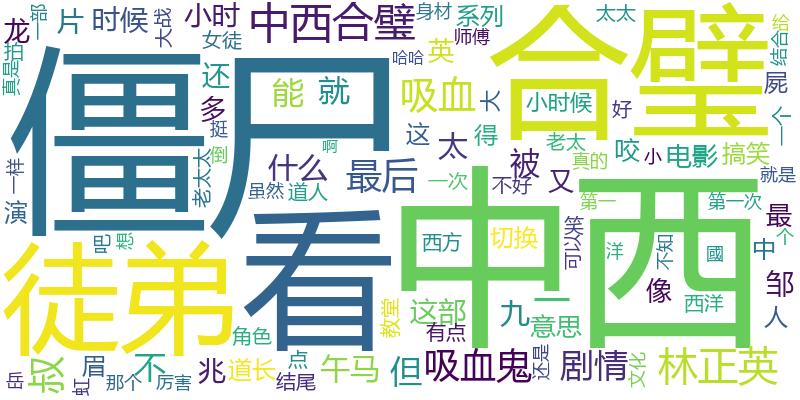 一部 龙 片 时候 小时 中西合璧 身材 系列 太太 给
大战 女徒 英 师傅 合璧 结合
真是 拍 还 哈哈 吸血 大 小时候 好 屍 一个
僵尸 多 能 就 这 太 得 老太 电影 搞笑
挺 什么 最后 被 咬 真的 小 就是
一样 老太太 倒 虽然 道人 啊 一次 不好 又 第一 第一次 最 个
演 吧 想 看 中西 西方 切换 可以 笑 洋 不知 國 中 邹
徒弟 教堂 这部 九 一 意思 像 西洋 人
角色 有点
叔 眉 不 兆 道长 点 午马 但 吸血鬼 还是 剧情 文化 林正英
岳 虹 那个 厉害 结尾